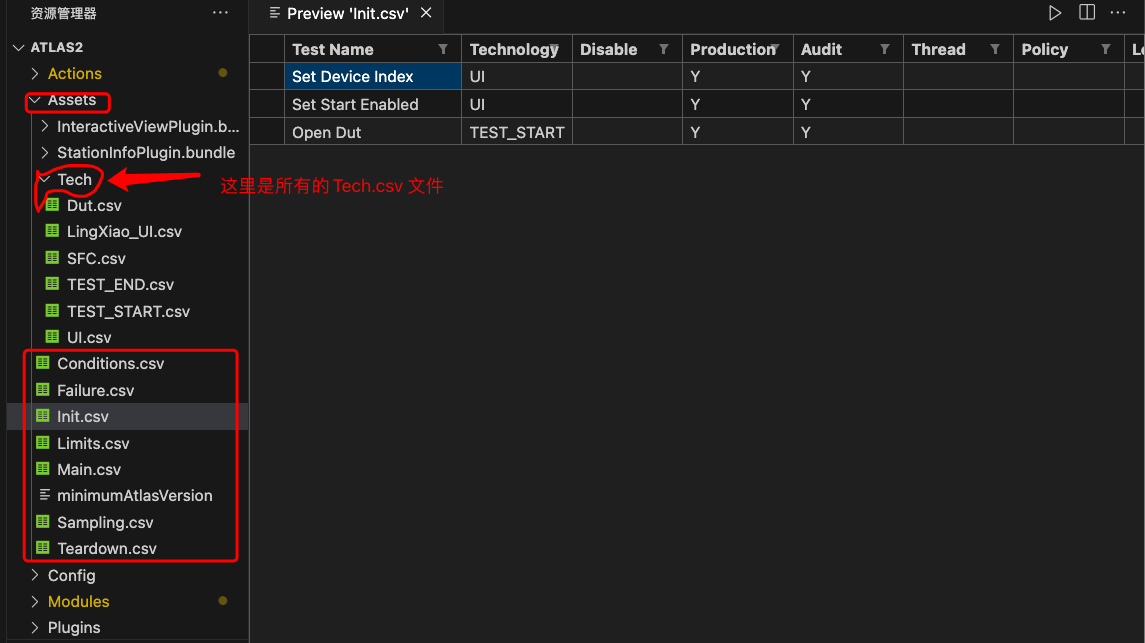 资源管理器 ···
ATLAS2
Actions
Assets
InteractiveViewPlugin.b...
StationInfoPlugin.bundle
Tech
Dut.csv
LingXiao_UI.csv
SFC.csv
TEST_END.csv
TEST_START.csv
UI.csv
Conditions.csv
Failure.csv
Init.csv
Limits.csv
Main.csv
minimumAtlasVersion
Sampling.csv
Teardown.csv
Config
Modules
Plugins
Preview 'Init.csv'
Test Name Technology Disable Production Audit Thread Policy
Set Device Index UI Y Y
Set Start Enabled UI Y Y
Open Dut TEST_START Y Y
这里是所有的 Tech.csv 文件